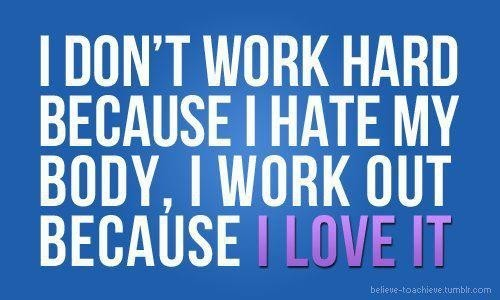 I DON'T WORK HARD
BECAUSE I HATE MY
BODY, I WORK OUT
BECAUSE I LOVE IT
believe-toachieve.tumblr.com